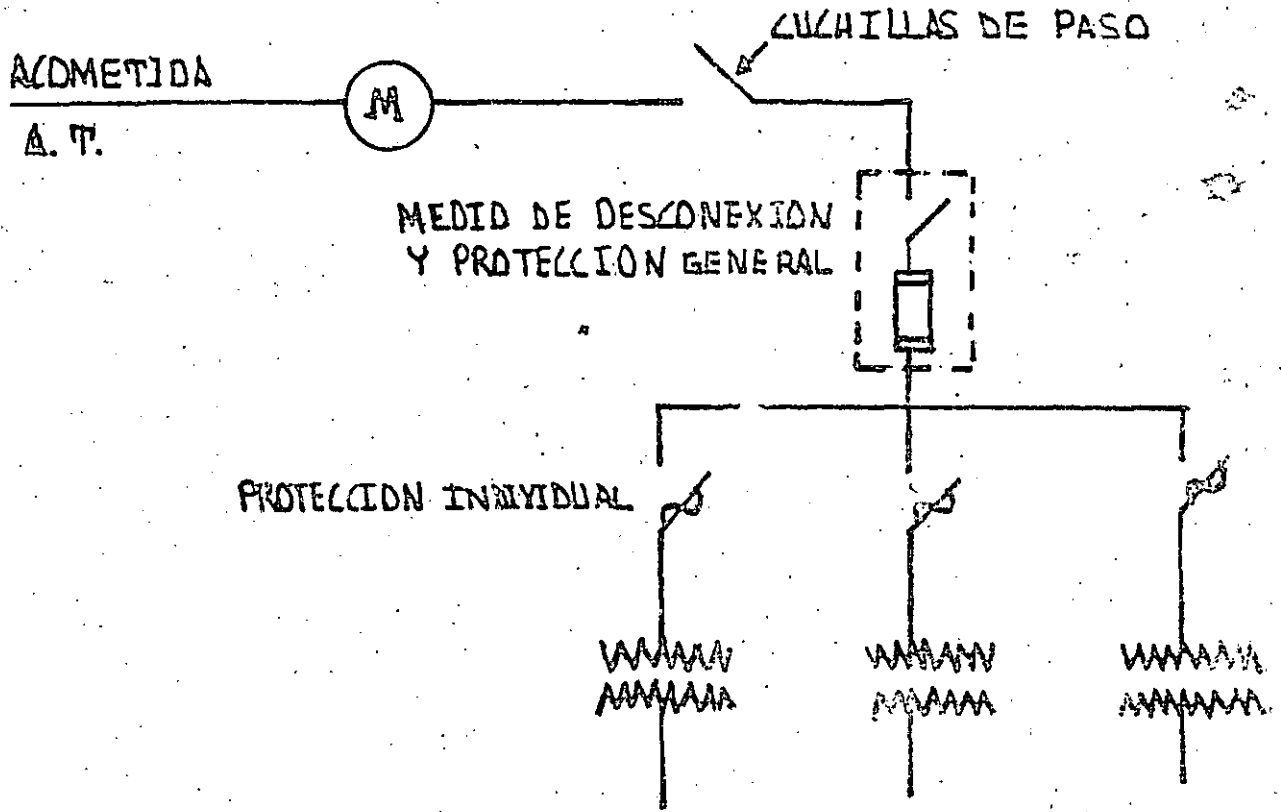 CUCHILLAS DE PASO
ACOMETIDA
M
A.T.
MEDIO DE DESCONEXION
Y PROTECCION GENERAL
PROTECCION INDIVIDUAL